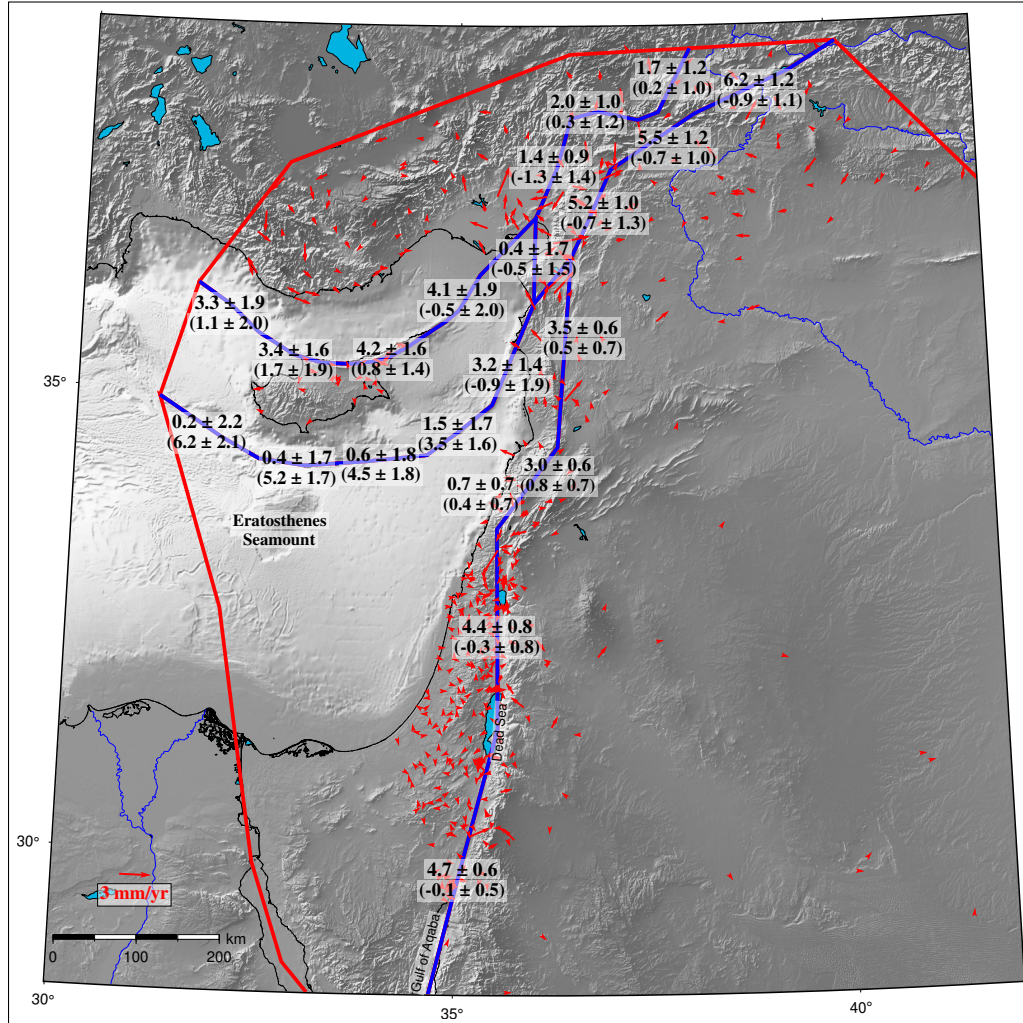 1.7 ± 1.2
(0.2 ± 1.0)
6.2 ± 1.2
(-0.9 ± 1.1)
2.0 ± 1.0
(0.3 ± 1.2)
5.5 ± 1.2
(-0.7 ± 1.0)
1.4 ± 0.9
(-1.3 ± 1.4)
5.2 ± 1.0
(-0.7 ± 1.3)
0.4 ± 1.7
(-0.5 ± 1.5)
4.1 ± 1.9
(-0.5 ± 2.0)
3.3 ± 1.9
(1.1 ± 2.0)
3.5 ± 0.6
(0.5 ± 0.7)
3.4 ± 1.6
(1.7 ± 1.9)
4.2 ± 1.6
(0.8 ± 1.4)
3.2 ± 1.4
(-0.9 ± 1.9)
35°
0.2 ± 2.2
(6.2 ± 2.1)
1.5 ± 1.7
(3.5 ± 1.6)
0.4 ± 1.7
(5.2 ± 1.7)
0.6 ± 1.8
(4.5 ± 1.8)
3.0 ± 0.6
(0.8 ± 0.7)
0.7 ± 0.7
(0.4 ± 0.7)
Eratosthenes
Seamount
4.4 ± 0.8
(-0.3 ± 0.8)
Dead Sea
30°
4.7 ± 0.6
(-0.1 ± 0.5)
3 mm/yr
Gulf of Aqaba
km
0 100 200
30°
35°
40°